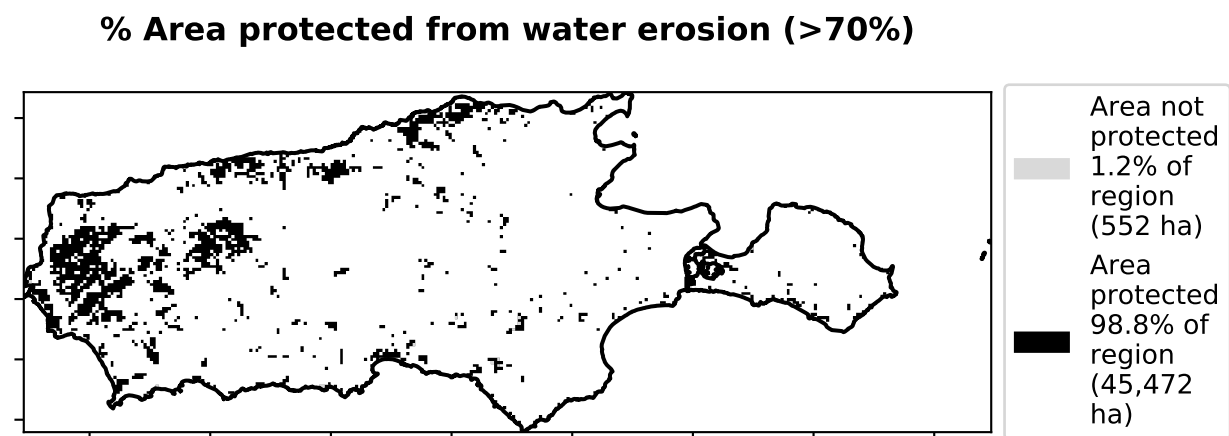 % Area protected from water erosion (>70%)
Area not
protected
1.2% of
region
(552 ha)
Area
protected
98.8% of
region
(45,472
ha)